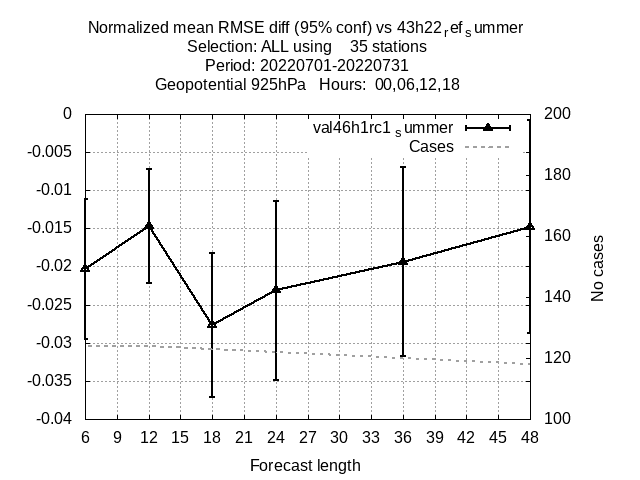 Normalized mean RMSE diff (95% conf) vs 43h22refsummer
Selection: ALL using 35 stations
Period: 20220701-20220731
Geopotential 925hPa Hours: 00,06,12,18
val46h1rc1summer
Cases
0
-0.005
-0.01
-0.015
-0.02
-0.025
-0.03
-0.035
-0.04
200
180
160
140
120
100
No cases
6 9 12 15 18 21 24 27 30 33 36 39 42 45 48
Forecast length